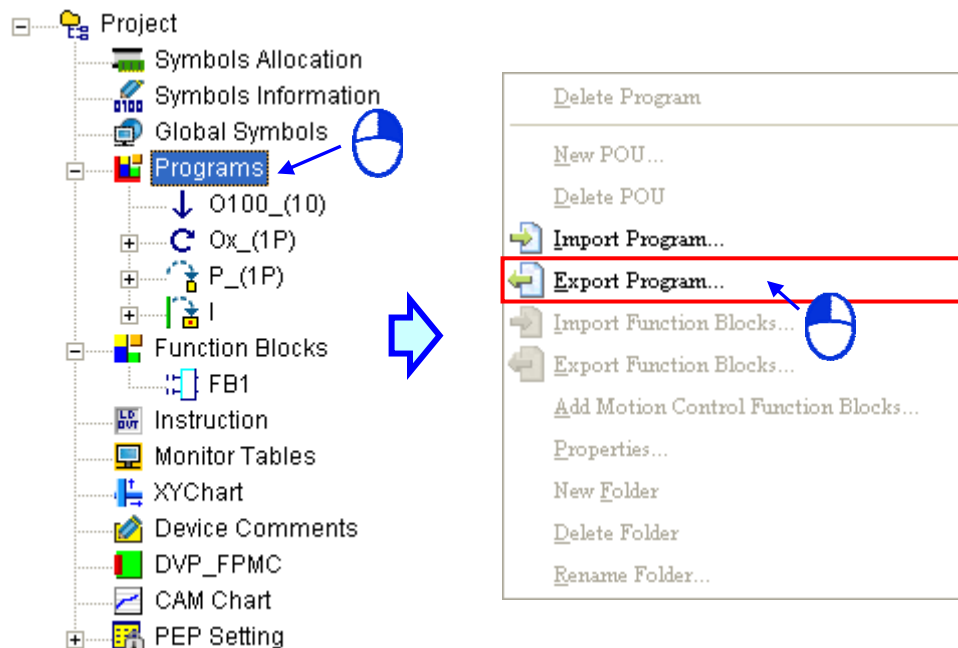 Project
Symbols Allocation
Symbols Information
Global Symbols
Programs
O100_(10)
Ox_(1P)
P_(1P)
I
Function Blocks
FB1
Instruction
Monitor Tables
XYChart
Device Comments
DVP_FPMC
CAM Chart
PEP Setting
Delete Program
New POU...
Delete POU
Import Program...
Export Program...
Import Function Blocks...
Export Function Blocks...
Add Motion Control Function Blocks...
Properties...
New Folder
Delete Folder
Rename Folder...